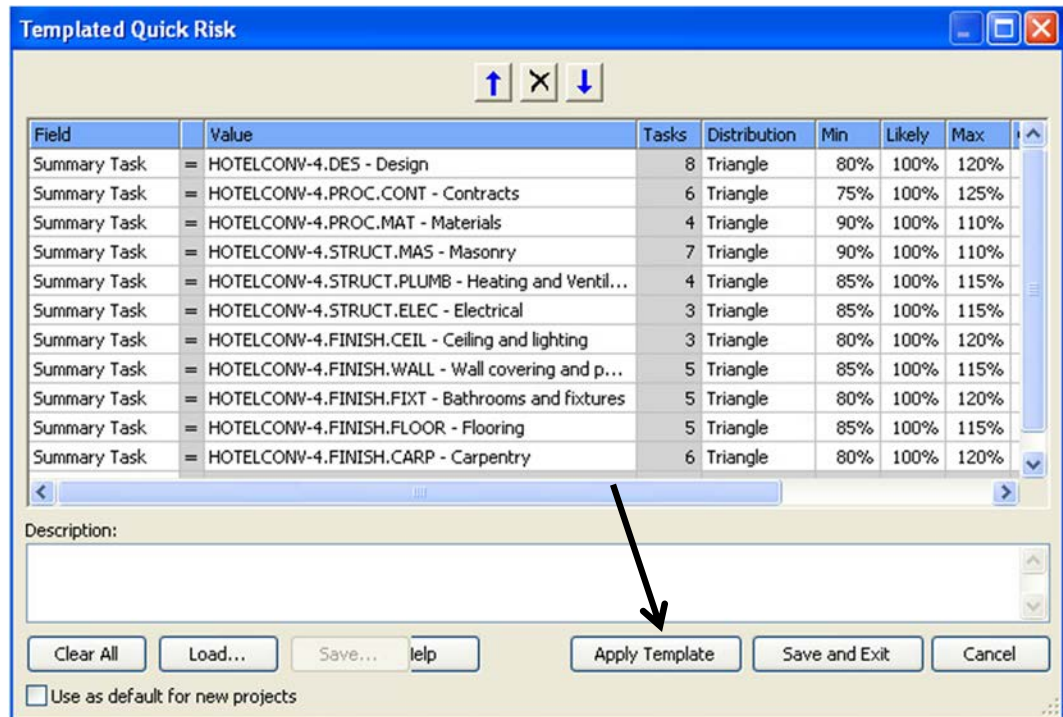 Templated Quick Risk
Field Value Tasks Distribution Min Likely Max
Summary Task = HOTELCONV-4.DES - Design 8 Triangle 80% 100% 120%
Summary Task = HOTELCONV-4.PROC.CONT - Contracts 6 Triangle 75% 100% 125%
Summary Task = HOTELCONV-4.PROC.MAT - Materials 4 Triangle 90% 100% 110%
Summary Task = HOTELCONV-4.STRUCT.MAS - Masonry 7 Triangle 90% 100% 110%
Summary Task = HOTELCONV-4.STRUCT.PLUMB - Heating and Ventil... 4 Triangle 85% 100% 115%
Summary Task = HOTELCONV-4.STRUCT.ELEC - Electrical 3 Triangle 85% 100% 115%
Summary Task = HOTELCONV-4.FINISH.CEIL - Ceiling and lighting 3 Triangle 80% 100% 120%
Summary Task = HOTELCONV-4.FINISH.WALL - Wall covering and p... 5 Triangle 85% 100% 115%
Summary Task = HOTELCONV-4.FINISH.FIXT - Bathrooms and fixtures 5 Triangle 80% 100% 120%
Summary Task = HOTELCONV-4.FINISH.FLOOR - Flooring 5 Triangle 85% 100% 115%
Summary Task = HOTELCONV-4.FINISH.CARP - Carpentry 6 Triangle 80% 100% 120%
Description:
Clear All Load... Save... lelp Apply Template Save and Exit Cancel
Use as default for new projects